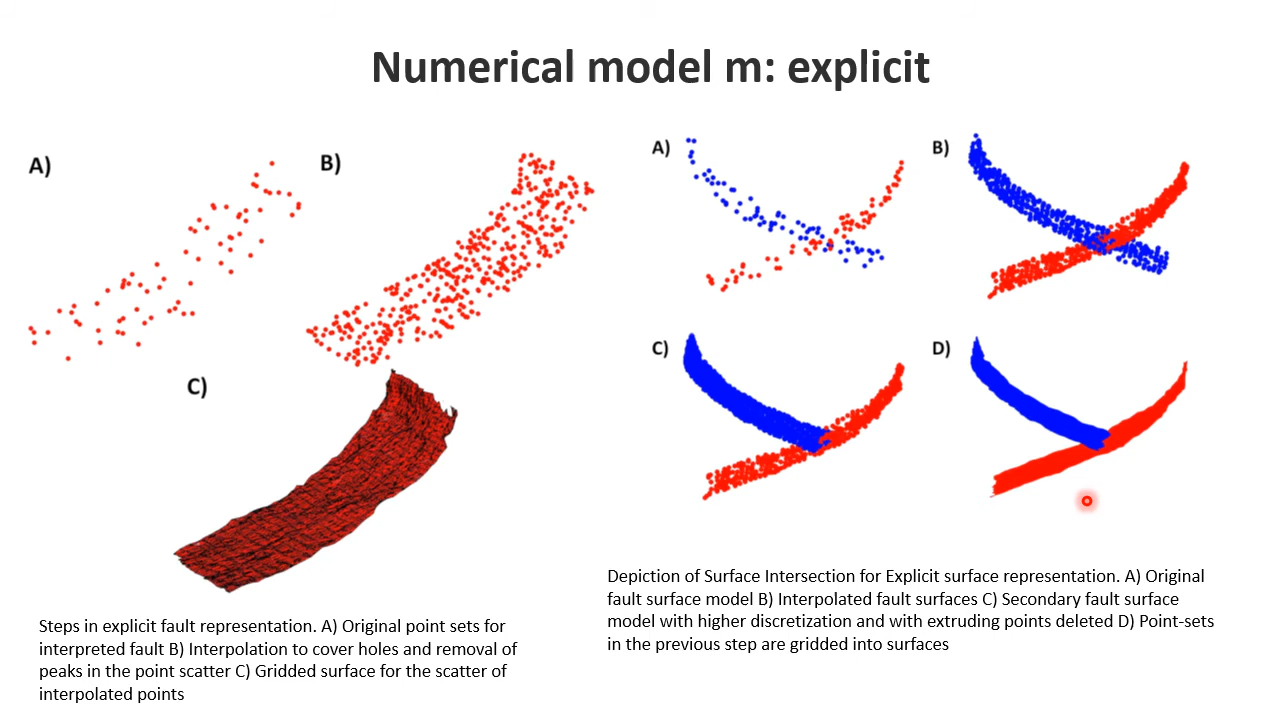 Numerical model m: explicit
A)
B)
C)
Steps in explicit fault representation. A) Original point sets for
interpreted fault B) Interpolation to cover holes and removal of
peaks in the point scatter C) Gridded surface for the scatter of
interpolated points
A)
B)
C)
D)
Depiction of Surface Intersection for Explicit surface representation. A) Original
fault surface model B) Interpolated fault surfaces C) Secondary fault surface
model with higher discretization and with extruding points deleted D) Point-sets
in the previous step are gridded into surfaces